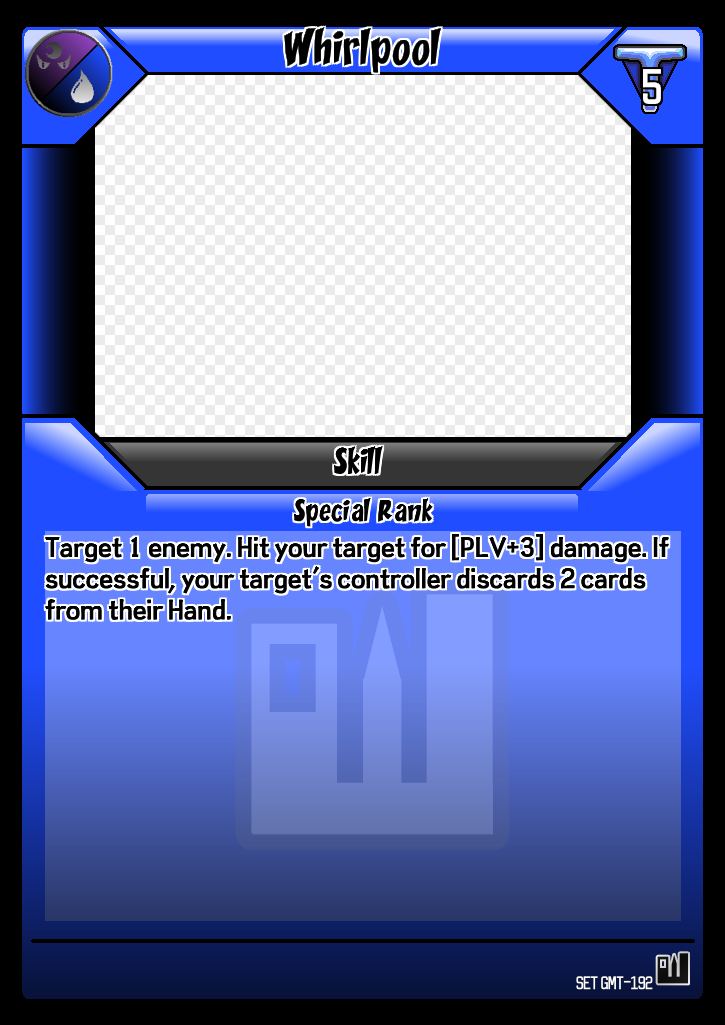 Whirlpool
5
Skill
Special Rank
Target 1 enemy. Hit your target for [PLV+3] damage. If
successful, your target's controller discards 2 cards
from their Hand.
SET GMT-192